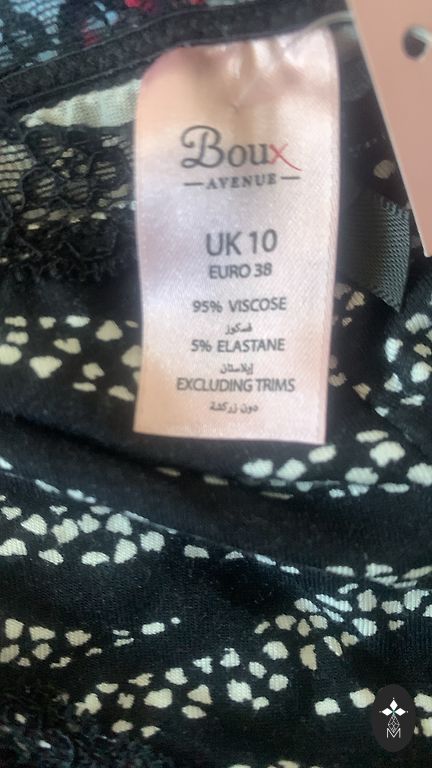 Boux
AVENUE
UK 10
EURO 38
95% VISCOSE
فسكوز
5% ELASTANE
إيلاستان
EXCLUDING TRIMS
دون زركشة
M